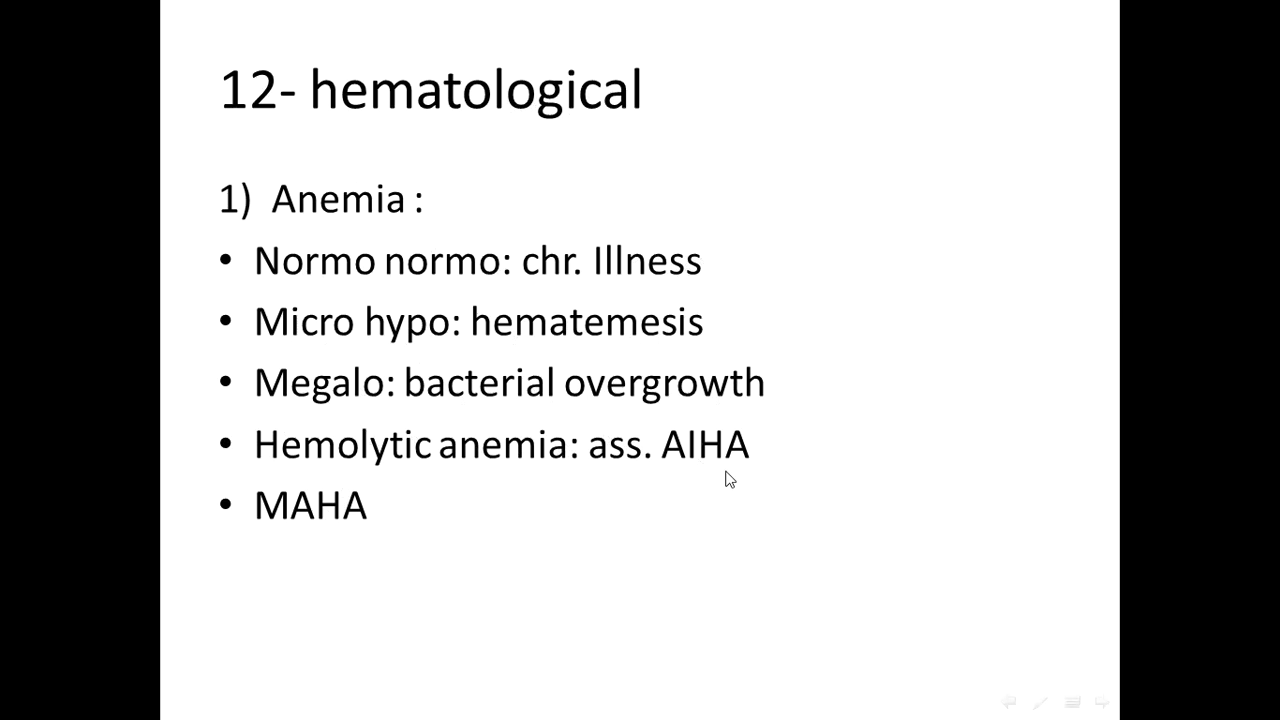 12- hematological
1) Anemia :
• Normo normo: chr. Illness
• Micro hypo: hematemesis
• Megalo: bacterial overgrowth
• Hemolytic anemia: ass. AIHA
• MAHA